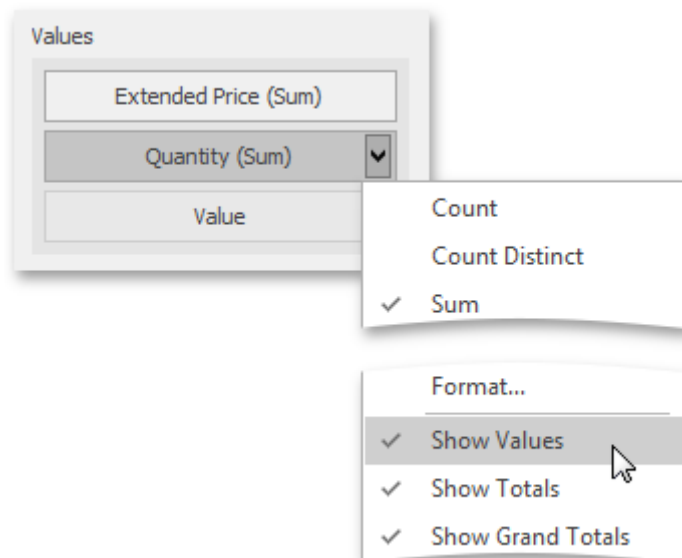 Values
Extended Price (Sum)
Quantity (Sum)
Value
Count
Count Distinct
Sum
Format...
Show Values
Show Totals
Show Grand Totals